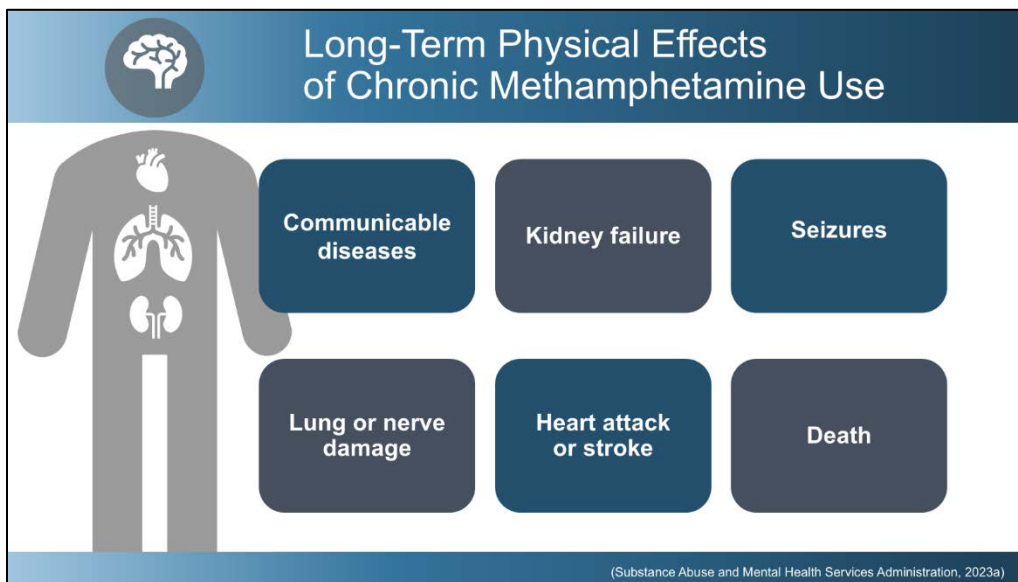 Long-Term Physical Effects
of Chronic Methamphetamine Use
Communicable
diseases
Kidney failure
Seizures
Lung or nerve
damage
Heart attack
or stroke
Death
(Substance Abuse and Mental Health Services Administration, 2023a)